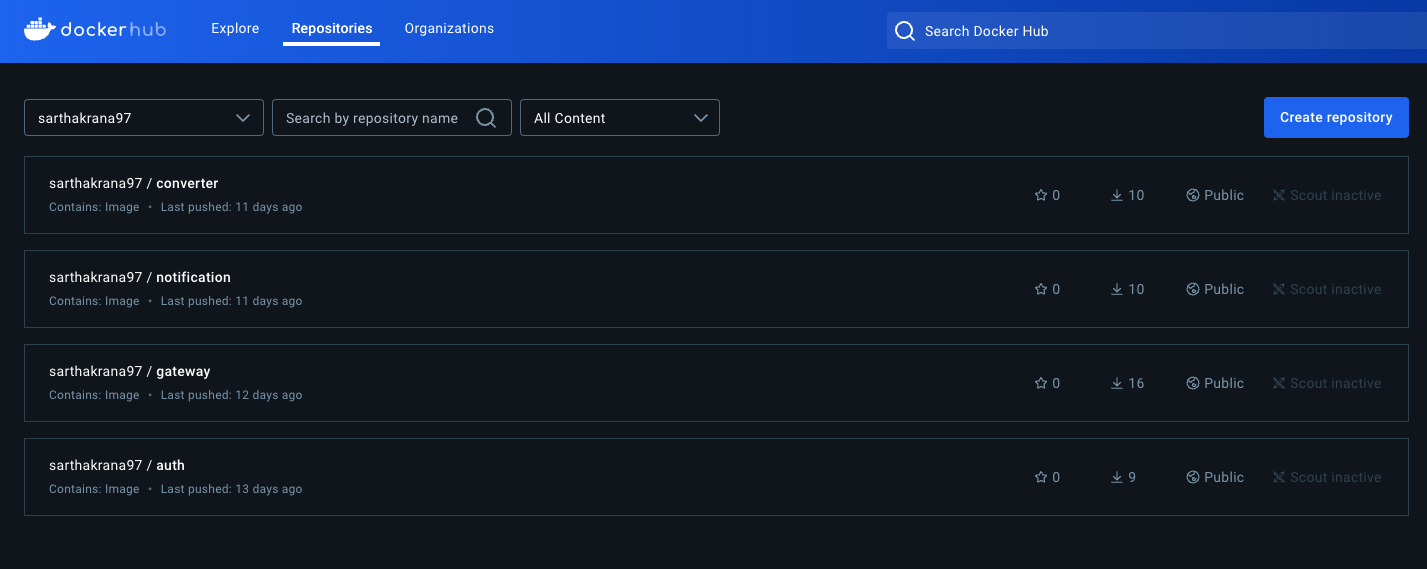 dockerhub Explore Repositories Organizations Search Docker Hub
sarthakrana97 Search by repository name All Content Create repository
sarthakrana97 / converter
Contains: Image • Last pushed: 11 days ago
0 10 Public Scout inactive
sarthakrana97 / notification
Contains: Image • Last pushed: 11 days ago
0 10 Public Scout inactive
sarthakrana97 / gateway
Contains: Image • Last pushed: 12 days ago
0 16 Public Scout inactive
sarthakrana97 / auth
Contains: Image • Last pushed: 13 days ago
0 9 Public Scout inactive